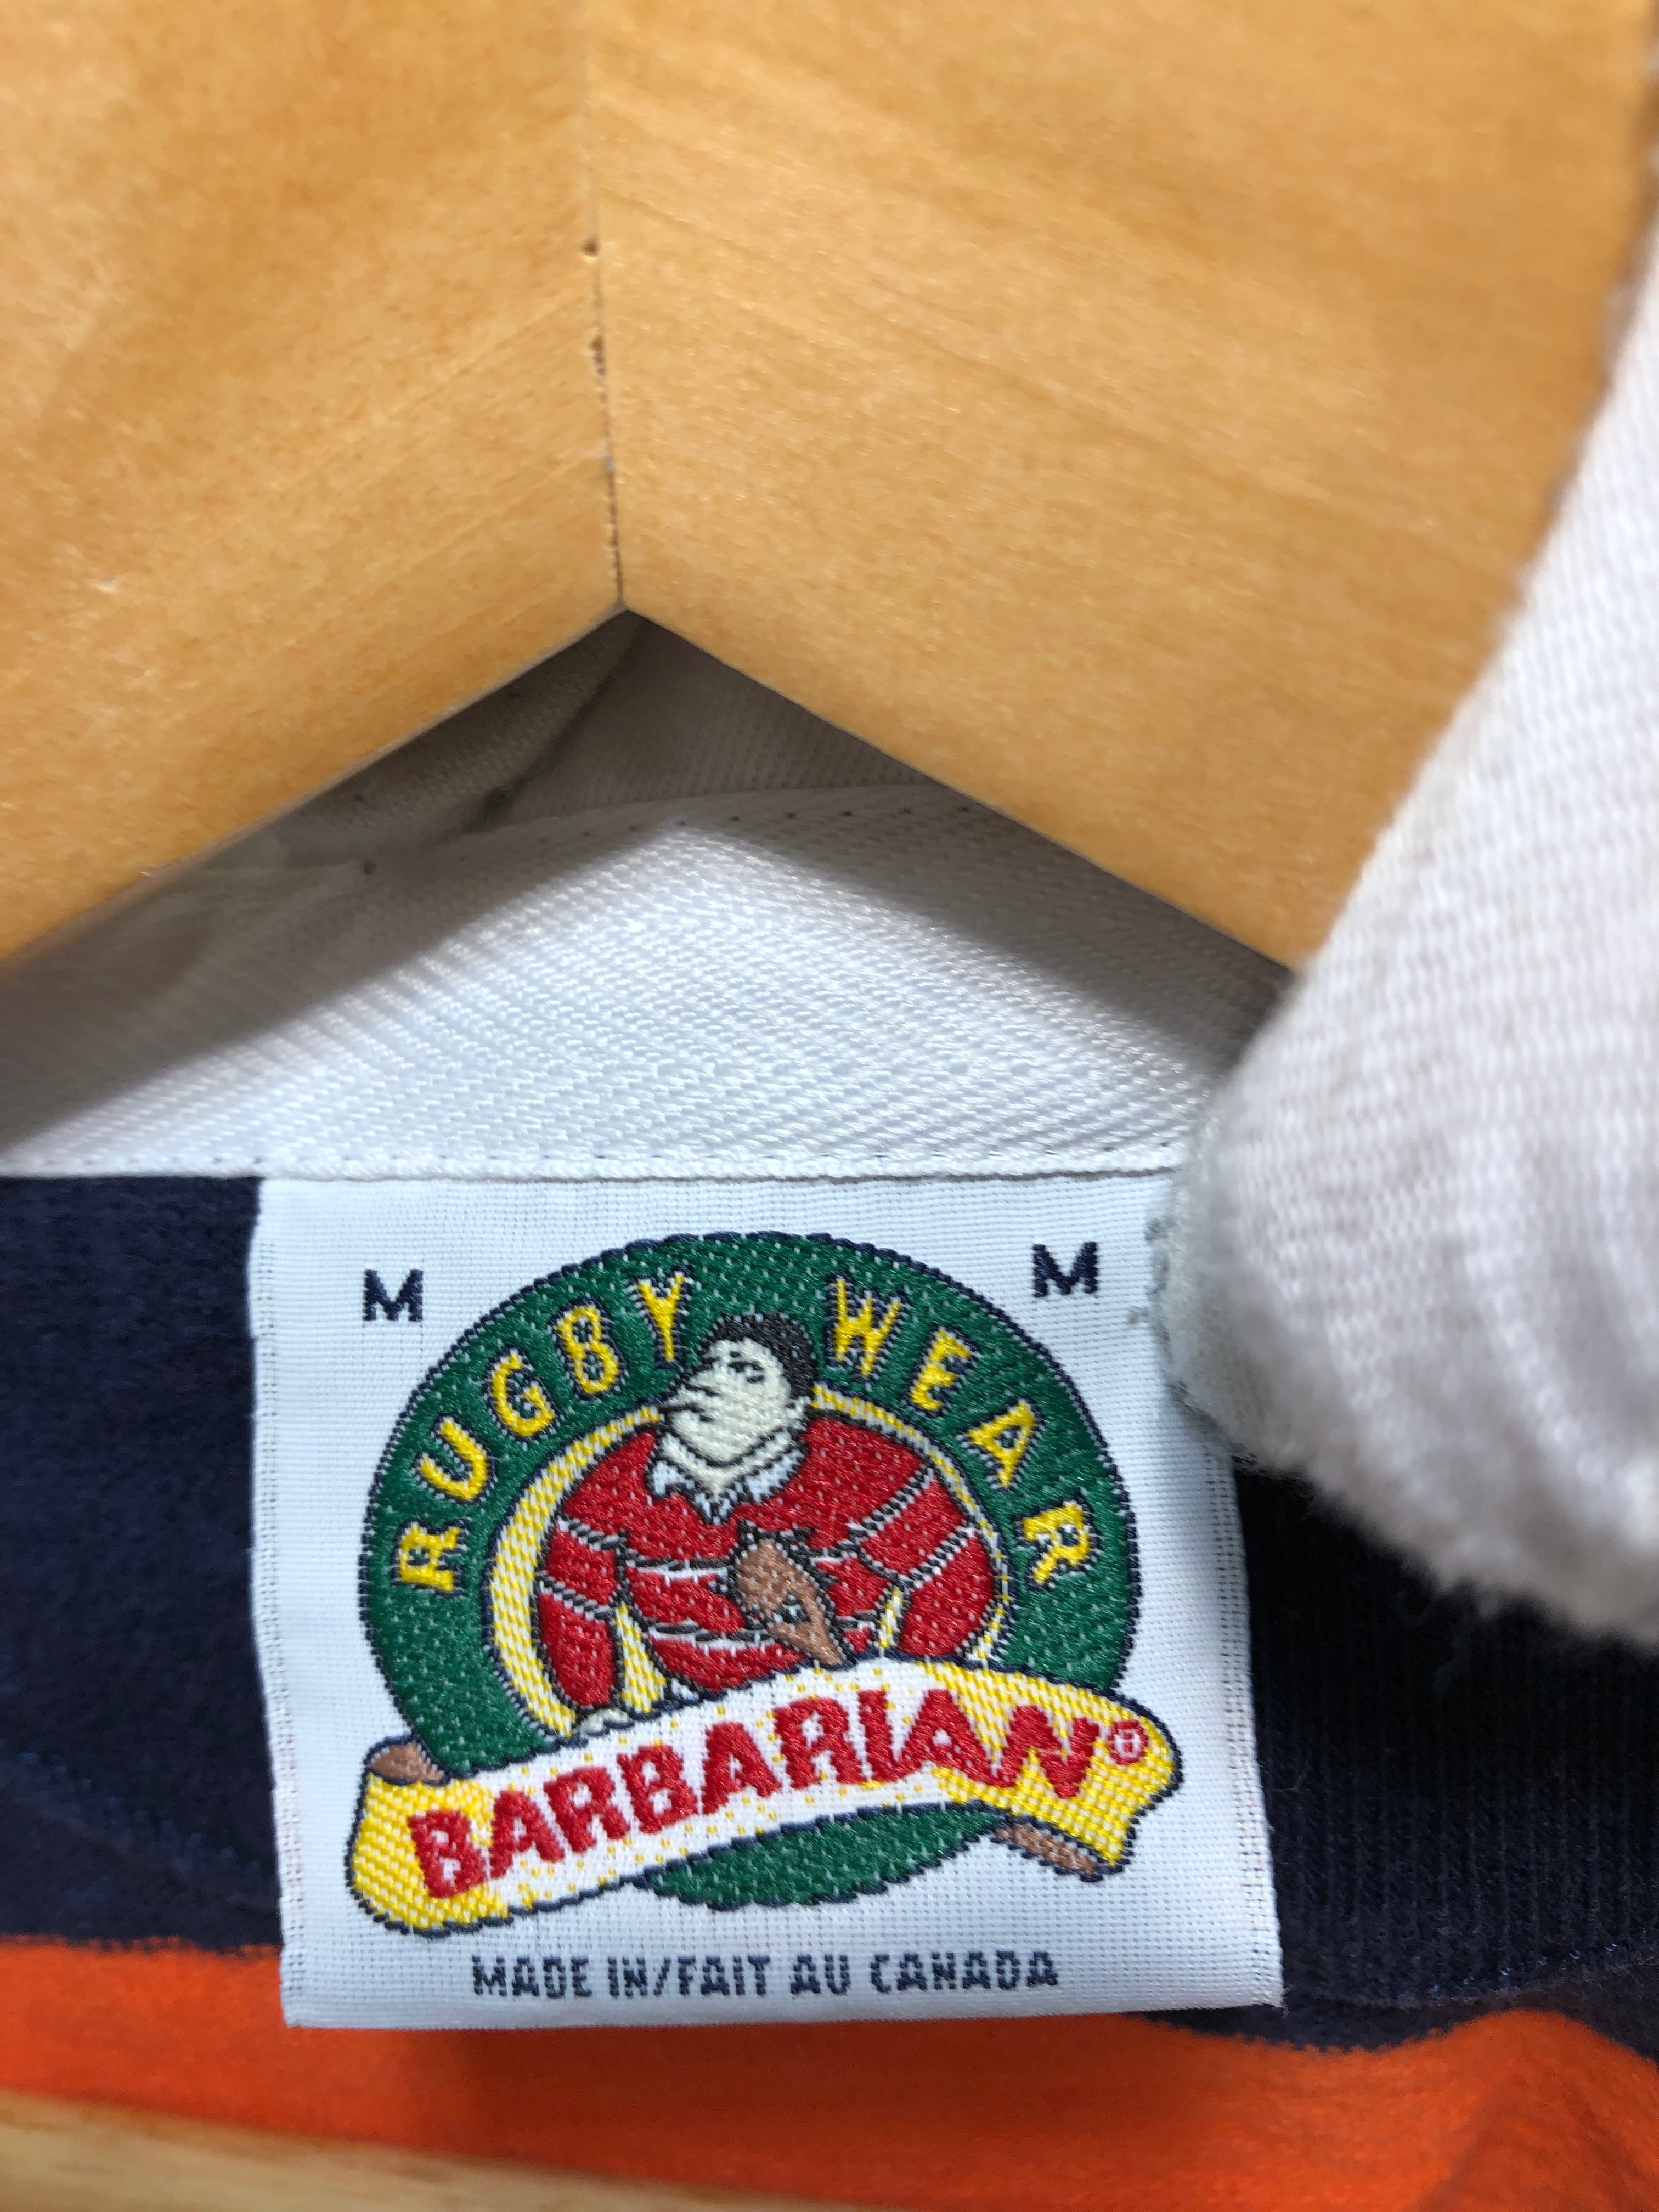 M M
RUGBY WEAR
BARBARIAN®
MADE IN/FAIT AU CANADA